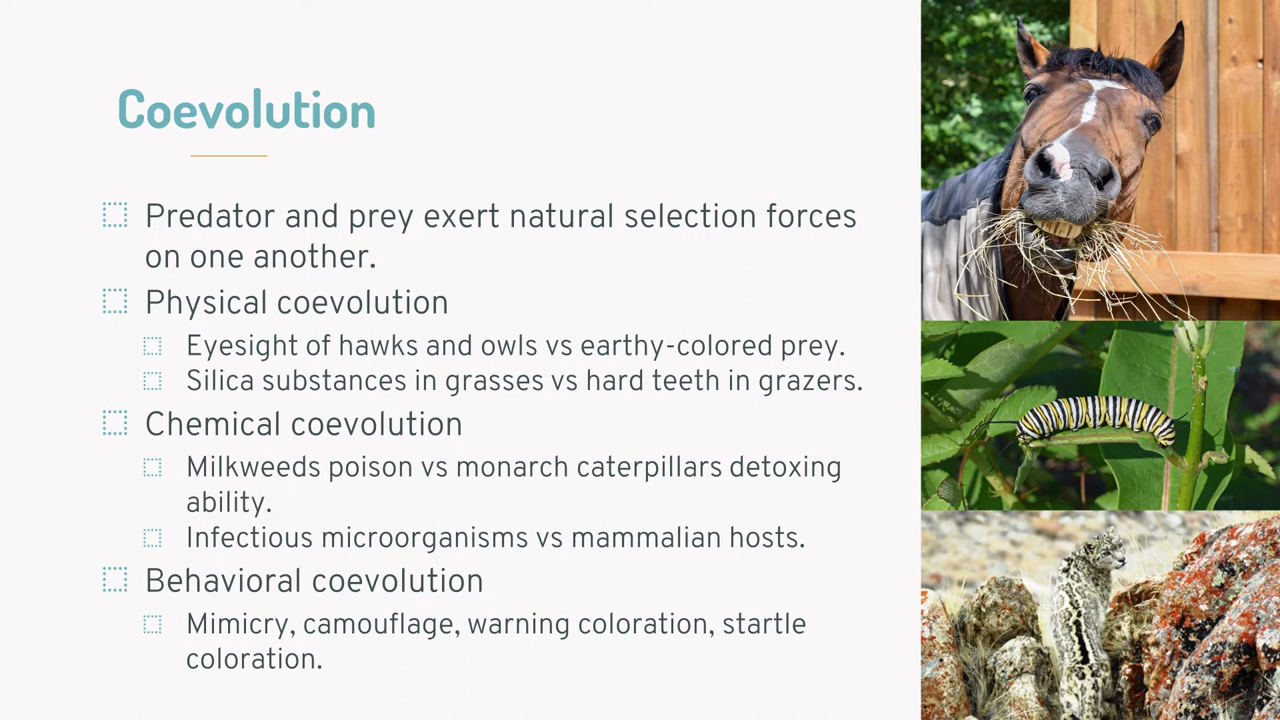 Coevolution
Predator and prey exert natural selection forces
on one another.
Physical coevolution
Eyesight of hawks and owls vs earthy-colored prey.
Silica substances in grasses vs hard teeth in grazers.
Chemical coevolution
Milkweeds poison vs monarch caterpillars detoxing
ability.
Infectious microorganisms vs mammalian hosts.
Behavioral coevolution
Mimicry, camouflage, warning coloration, startle
coloration.